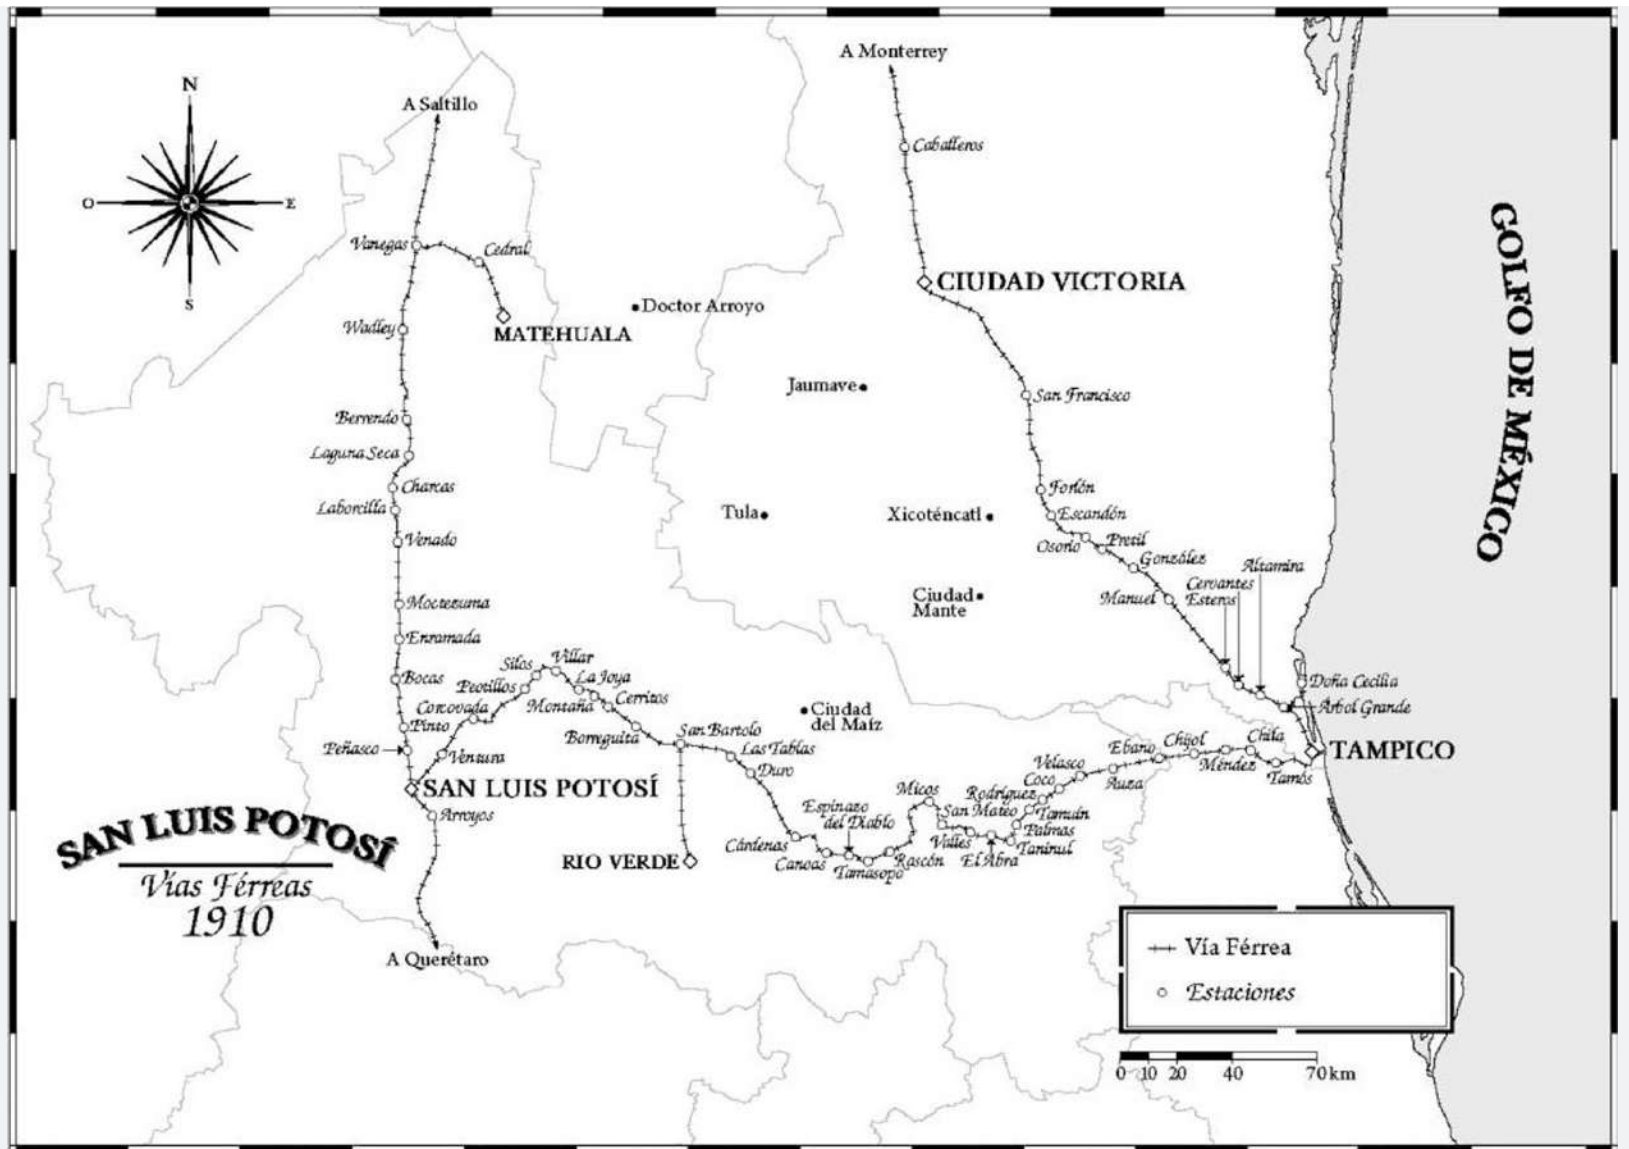 A Monterrey
A Saltillo
N
O
E
S
Caballeros
Vanegas
Cedral
CIUDAD VICTORIA
GOLFO DE MÉXICO
Doctor Arroyo
Wadley
MATEHUALA
Jaumave
San Francisco
Berrendo
Laguna Seca
Charcas
Forlón
Laborcilla
Tula
Xicoténcatl
Escandón
Venado
Osorio
Pretil
González
Altamira
Cervantes
Esteros
Ciudad
Mante
Manuel
Moctezuma
Enramada
Silos
Villar
Bocas
Peotillos
La Joya
Doña Cecilia
Corcovada
Montaña
Cerritos
Árbol Grande
Ciudad
del Maíz
Pinto
Borreguita
San Bartolo
Peñasco
Ventura
Las Tablas
Ebano
Chijol
Chila
TAMPICO
Duro
Velasco
Auza
Méndez
Tamós
SAN LUIS POTOSÍ
Coco
Micos
Rodríguez
Espinazo
del Diablo
San Mateo
Tamuín
Arroyos
Palmas
Cárdenas
Valles
Taninul
SAN LUIS POTOSÍ
Canoas
Rascón
El Abra
RIO VERDE
Tamasopo
Vías Férreas
1910
A Querétaro
Vía Férrea
Estaciones
0 10 20 40 70 km